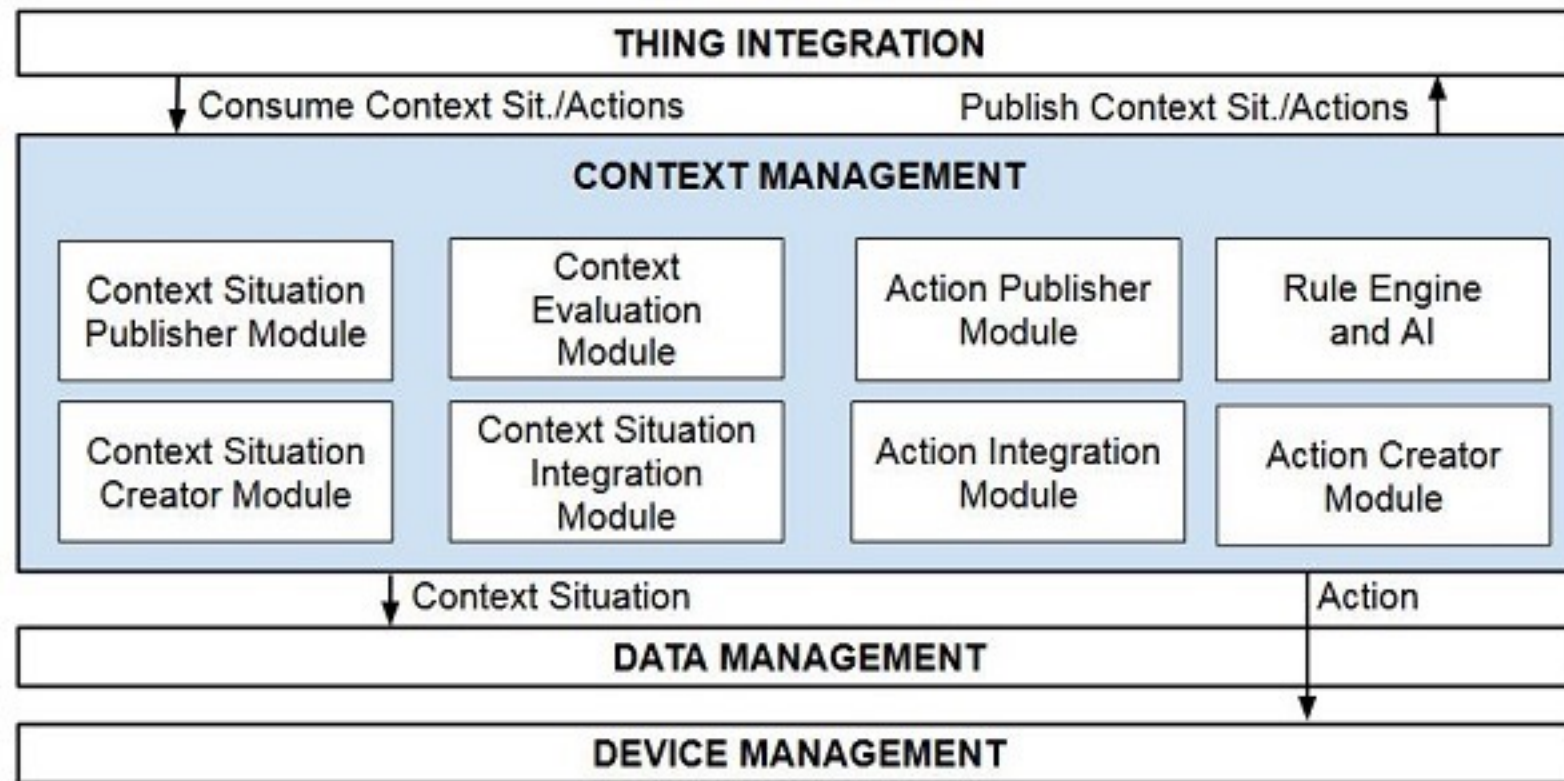 THING INTEGRATION
Consume Context Sit./Actions
Publish Context Sit./Actions
CONTEXT MANAGEMENT
Context Situation
Publisher Module
Context
Evaluation
Module
Action Publisher
Module
Rule Engine
and AI
Context Situation
Creator Module
Context Situation
Integration
Module
Action Integration
Module
Action Creator
Module
Context Situation
Action
DATA MANAGEMENT
DEVICE MANAGEMENT